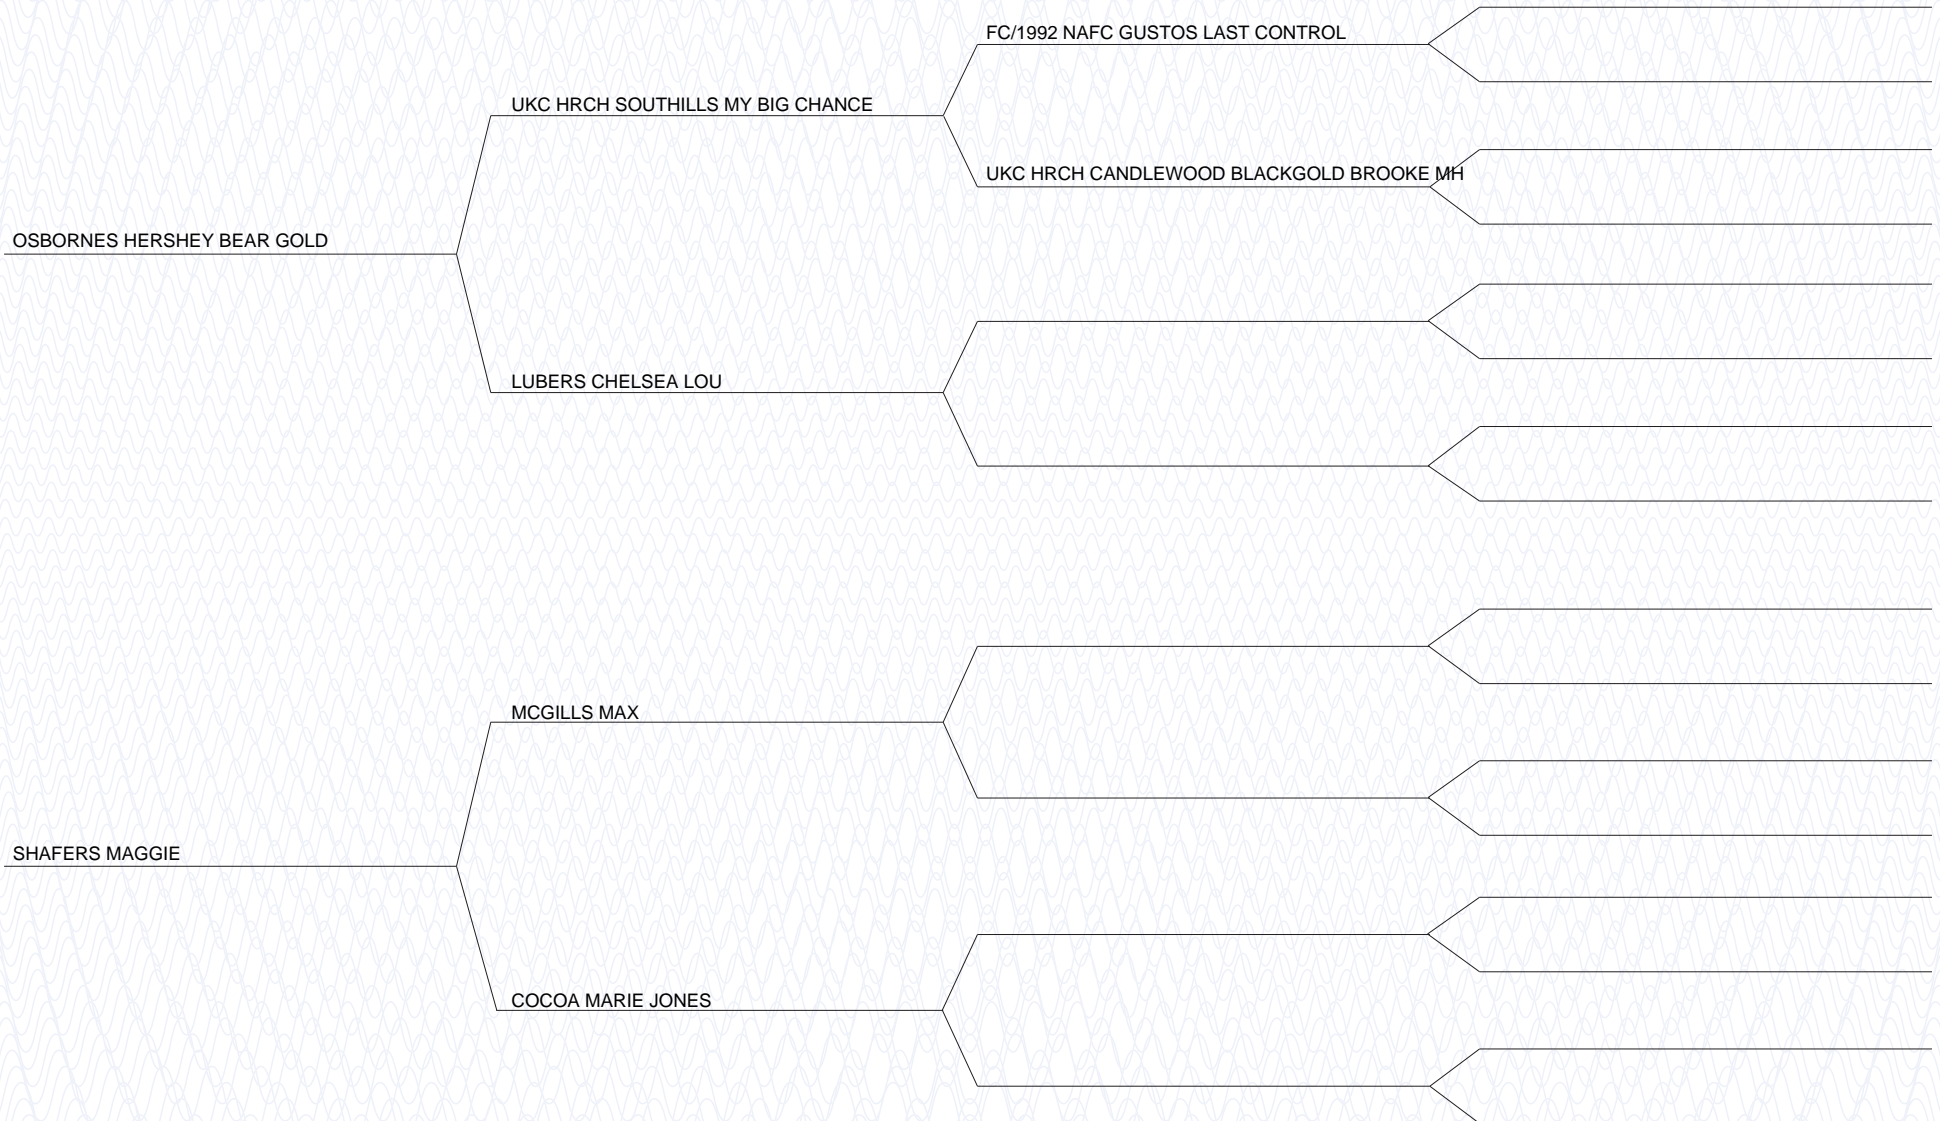 FC/1992 NAFC GUSTOS LAST CONTROL
UKC HRCH SOUTHILLS MY BIG CHANCE
UKC HRCH CANDLEWOOD BLACKGOLD BROOKE MH
OSBORNES HERSHEY BEAR GOLD
LUBERS CHELSEA LOU
MCGILLS MAX
SHAFERS MAGGIE
COCOA MARIE JONES